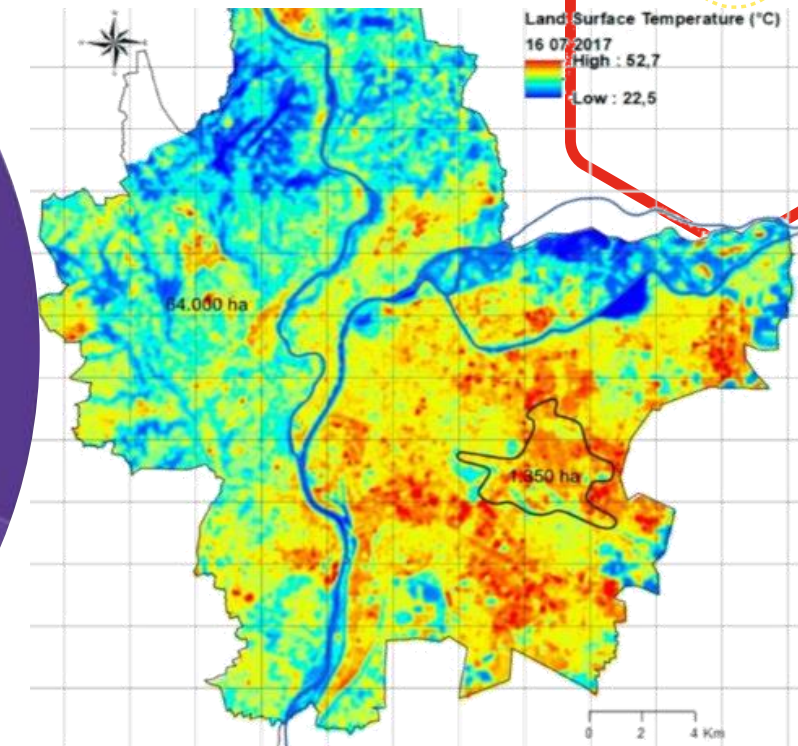 Land Surface Temperature (°C)
16 07 2017
High : 52,7
Low : 22,5
64.000 ha
1.350 ha
0 2 4 Km